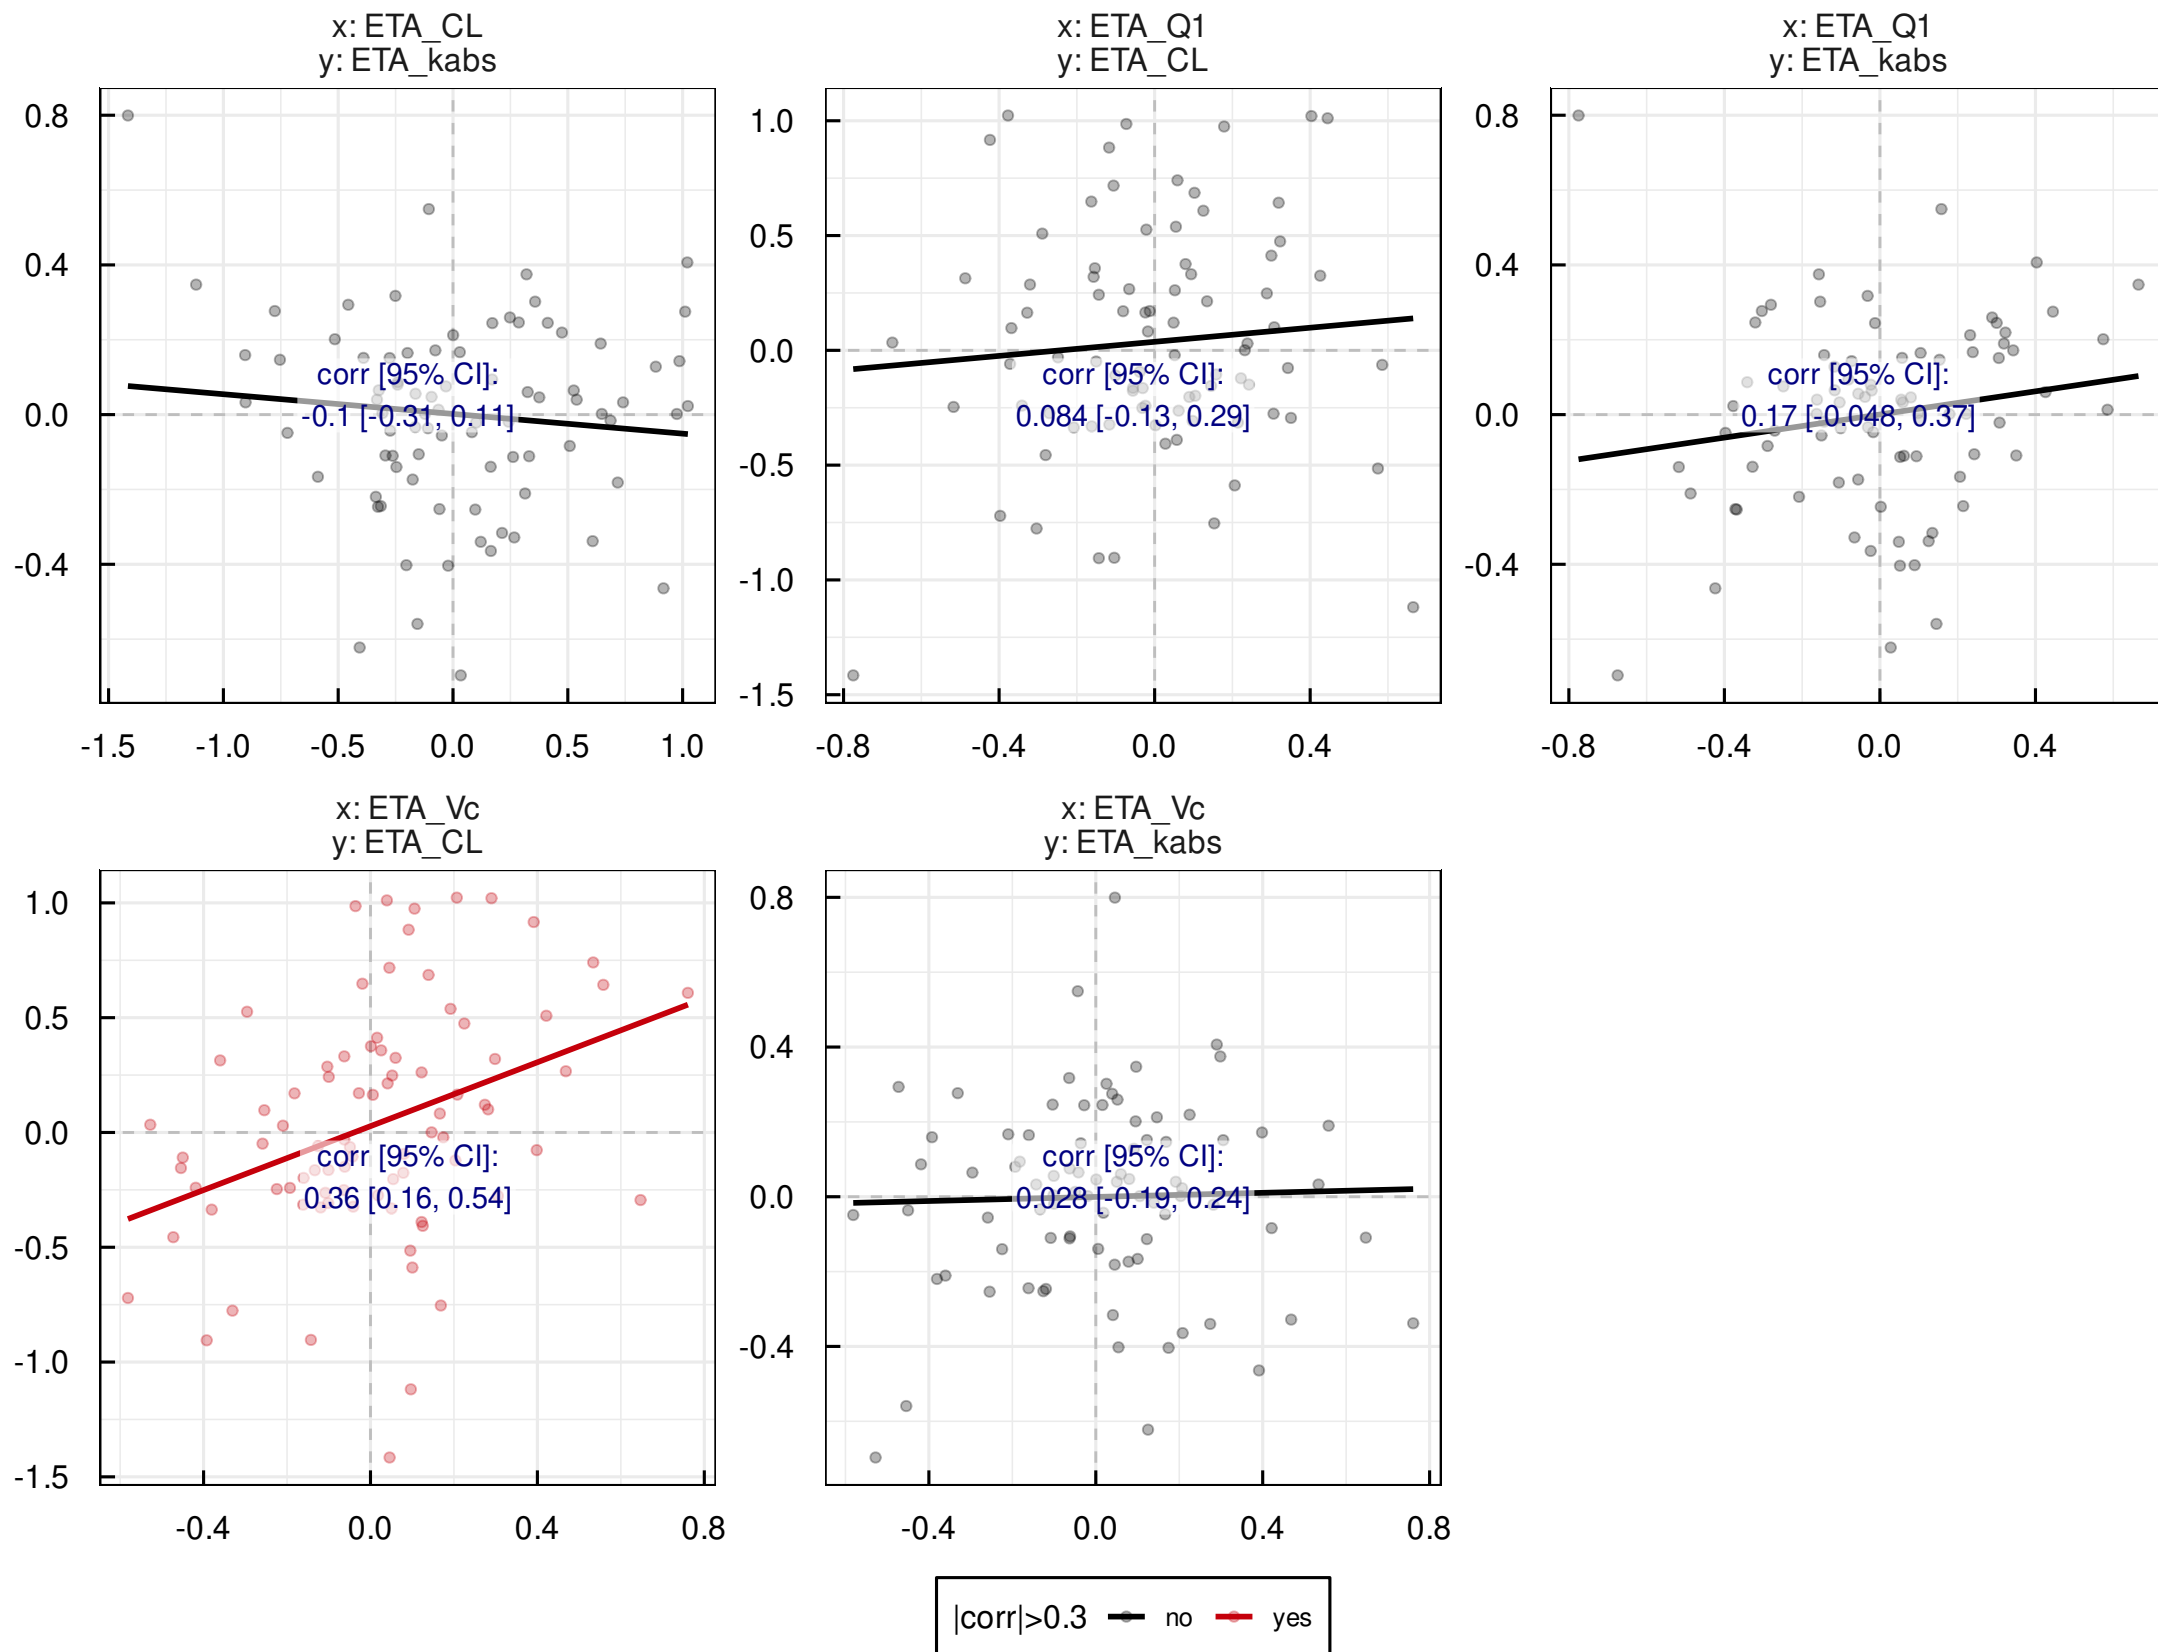 x: ETA_CL
y: ETA_kabs
x: ETA_Q1
y: ETA_CL
x: ETA_Q1
y: ETA_kabs
0.8
0.4
0.0
-0.4
corr [95% CI]:
-0.1 [-0.31, 0.11]
-1.5 -1.0 -0.5 0.0 0.5 1.0
1.0
0.5
0.0
-0.5
-1.0
-1.5
corr [95% CI]:
0.084 [-0.13, 0.29]
-0.8 -0.4 0.0 0.4
0.8
0.4
0.0
-0.4
corr [95% CI]:
0.17 [-0.048, 0.37]
-0.8 -0.4 0.0 0.4
x: ETA_Vc
y: ETA_CL
x: ETA_Vc
y: ETA_kabs
1.0
0.5
0.0
-0.5
-1.0
-1.5
corr [95% CI]:
0.36 [0.16, 0.54]
-0.4 0.0 0.4 0.8
0.8
0.4
0.0
-0.4
corr [95% CI]:
0.028 [-0.19, 0.24]
-0.4 0.0 0.4 0.8
|corr|>0.3 no yes